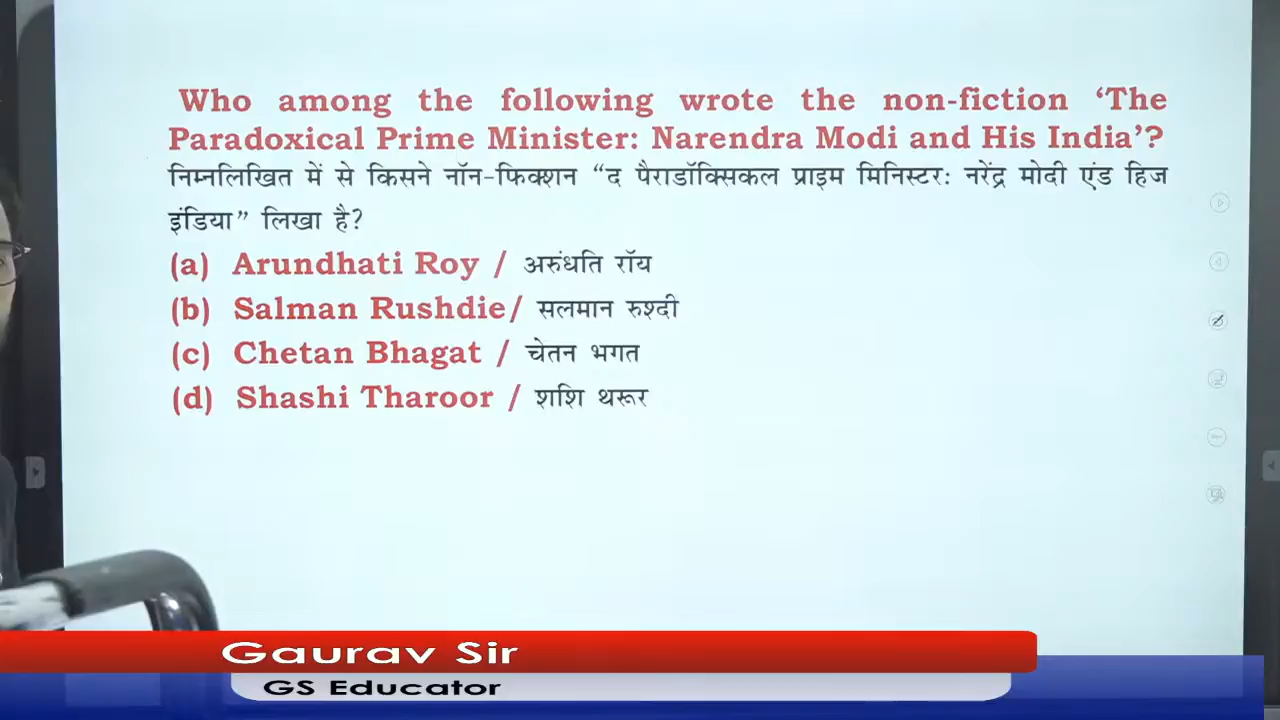 Who among the following wrote the non-fiction ‘The
Paradoxical Prime Minister: Narendra Modi and His India’?
निम्नलिखित में से किसने नॉन-फिक्शन “द पैराडॉक्सिकल प्राइम मिनिस्टरः नरेंद्र मोदी एंड हिज
इंडिया” लिखा है?
(a) Arundhati Roy / अरुंधति रॉय
(b) Salman Rushdie/ सलमान रुश्दी
(c) Chetan Bhagat / चेतन भगत
(d) Shashi Tharoor / शशि थरूर
Gaurav Sir
GS Educator